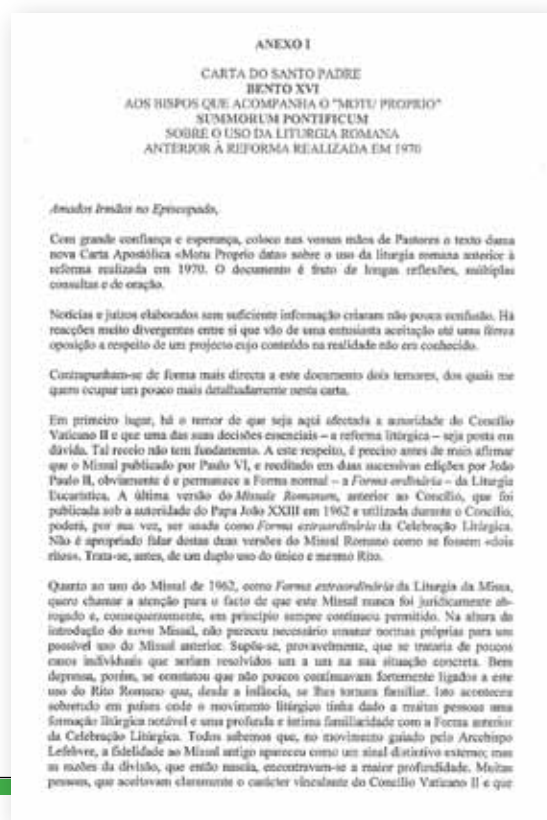 ANEXO I
CARTA DO SANTO PADRE
BENTO XVI
AOS BISPOS QUE ACOMPANHA O "MOTU PROPRIO"
SUMMORUM PONTIFICUM
SOBRE O USO DA LITURGIA ROMANA
ANTERIOR À REFORMA REALIZADA EM 1970
Amados Irmãos no Episcopado,
Com grande confiança e esperança, coloco nas vossas mãos de Pastores o texto duma
nova Carta Apostólica «Motu Proprio data» sobre o uso da liturgia romana anterior à
reforma realizada em 1970. O documento é fruto de longas reflexões, múltiplas
consultas e de oração.
Notícias e juízos elaborados sem suficiente informação criaram não pouca confusão. Há
reacções muito divergentes entre si que vão de uma entusiasta aceitação até uma férrea
oposição a respeito de um projecto cujo conteúdo na realidade não era conhecido.
Contrapunham-se de forma mais directa a este documento dois temores, dos quais me
quero ocupar um pouco mais detalhadamente nesta carta.
Em primeiro lugar, há o temor de que seja aqui afectada a autoridade do Concílio
Vaticano II e que uma das suas decisões essenciais – a reforma litúrgica – seja posta em
dúvida. Tal receio não tem fundamento. A este respeito, é preciso antes de mais afirmar
que o Missal publicado por Paulo VI, e reeditado em duas sucessivas edições por João
Paulo II, obviamente é e permanece a Forma normal – a Forma ordinária – da Liturgia
Eucarística. A última versão do Missale Romanum, anterior ao Concílio, que foi
publicada sob a autoridade do Papa João XXIII em 1962 e utilizada durante o Concílio,
poderá, por sua vez, ser usada como Forma extraordinária da Celebração Litúrgica.
Não é apropriado falar destas duas versões do Missal Romano como se fossem «dois
ritos». Trata-se, antes, de um duplo uso do único e mesmo Rito.
Quanto ao uso do Missal de 1962, como Forma extraordinária da Liturgia da Missa,
quero chamar a atenção para o facto de que este Missal nunca foi juridicamente ab-
rogado e, consequentemente, em princípio sempre continuou permitido. Na altura da
introdução do novo Missal, não pareceu necessário emanar normas próprias para um
possível uso do Missal anterior. Supôs-se, provavelmente, que se trataria de poucos
casos individuais que seriam resolvidos um a um na sua situação concreta. Bem
depressa, porém, se constatou que não poucos continuavam fortemente ligados a este
uso do Rito Romano que, desde a infância, se lhes tornara familiar. Isto aconteceu
sobretudo em países onde o movimento litúrgico tinha dado a muitas pessoas uma
formação litúrgica notável e uma profunda e íntima familiaridade com a Forma anterior
da Celebração Litúrgica. Todos sabemos que, no movimento guiado pelo Arcebispo
Lefebvre, a fidelidade ao Missal antigo apareceu como um sinal distintivo externo; mas
as razões da divisão, que então nascia, encontravam-se a maior profundidade. Muitas
pessoas, que aceitavam claramente o carácter vinculante do Concílio Vaticano II e que